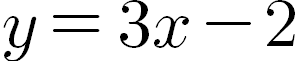 y = 3x − 2